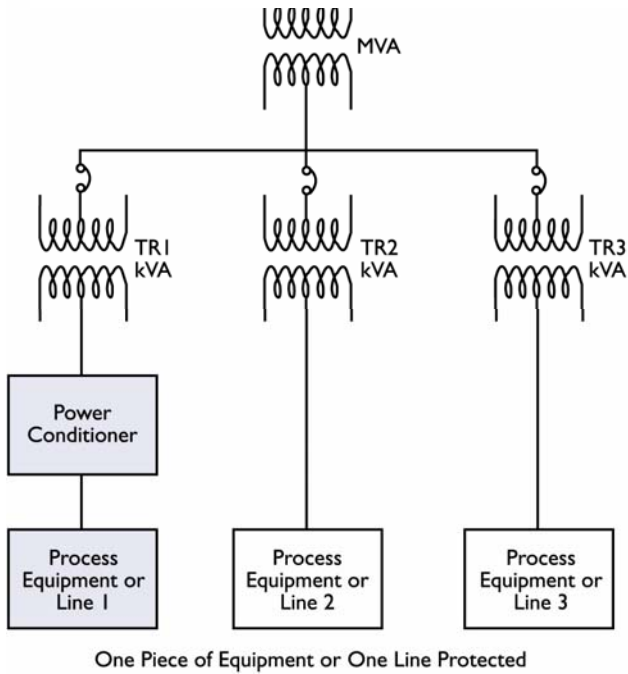 MVA
TR1
kVA
TR2
kVA
TR3
kVA
Power
Conditioner
Process
Equipment or
Line 1
Process
Equipment or
Line 2
Process
Equipment or
Line 3
One Piece of Equipment or One Line Protected